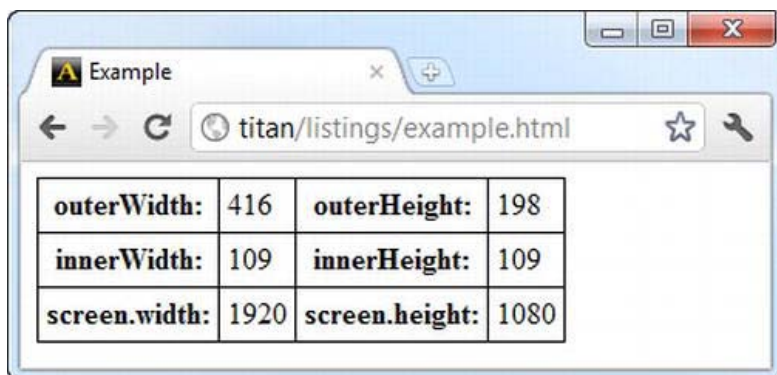 Example
titan/listings/example.html
outerWidth: 416 outerHeight: 198
innerWidth: 109 innerHeight: 109
screen.width: 1920 screen.height: 1080